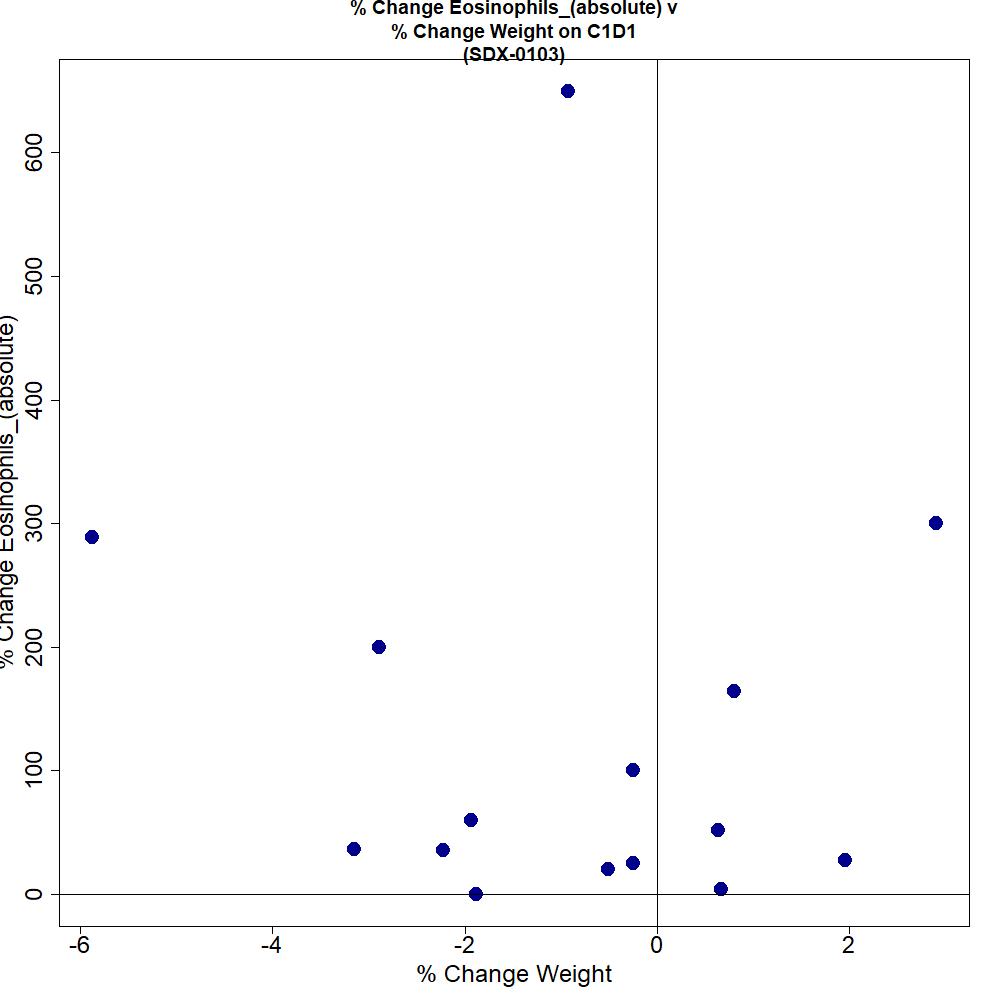 % Change Eosinophils_(absolute) v
% Change Weight on C1D1
(SDX-0103)
% Change Eosinophils_(absolute)
600
500
400
300
200
100
0
-6
-4
-2
0
2
% Change Weight